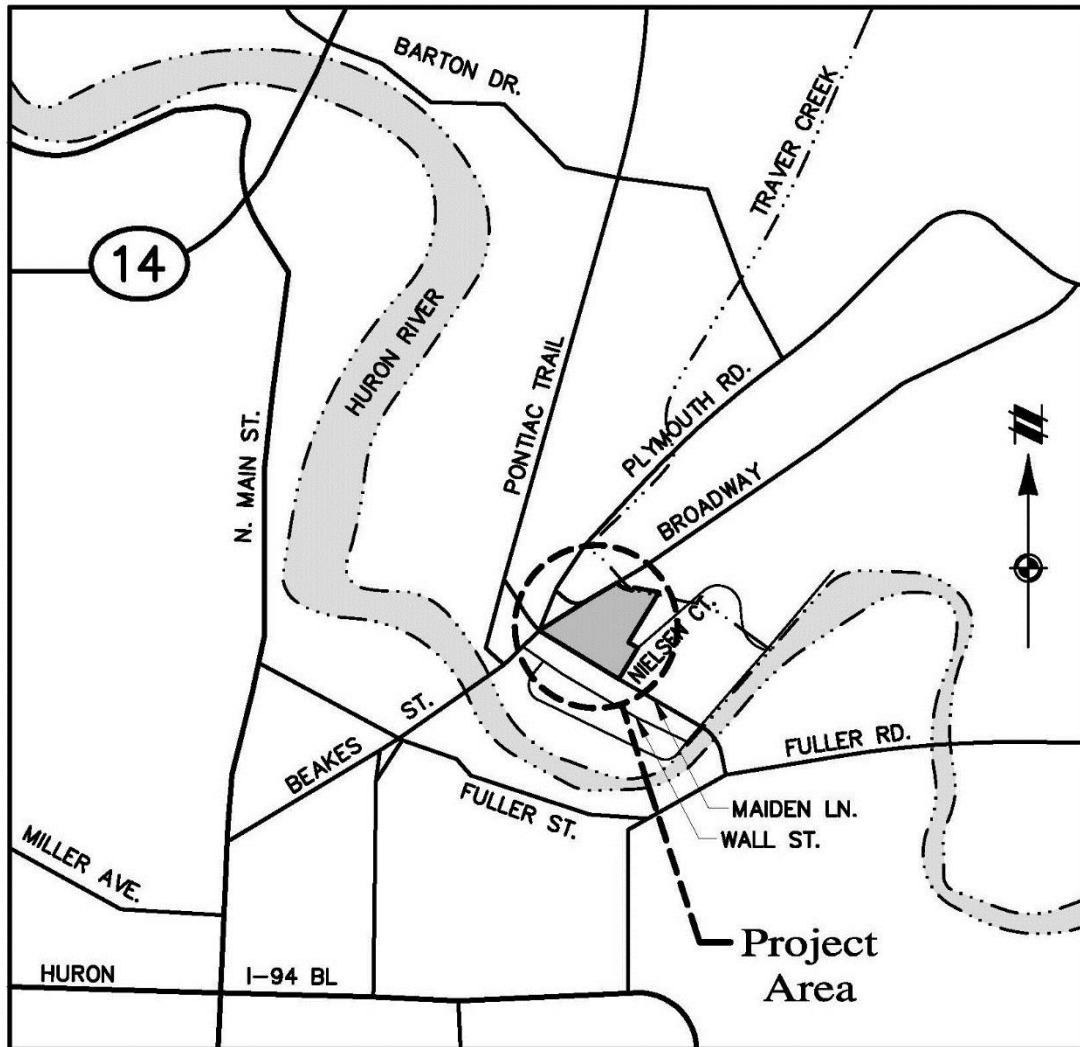 BARTON DR.
TRAVER CREEK
14
HURON RIVER
PONTIAC TRAIL
PLYMOUTH RD.
N. MAIN ST.
BROADWAY
NIELSEN CT.
BEAKES ST.
FULLER RD.
FULLER ST.
MAIDEN LN.
WALL ST.
MILLER AVE.
Project
Area
HURON
I-94 BL